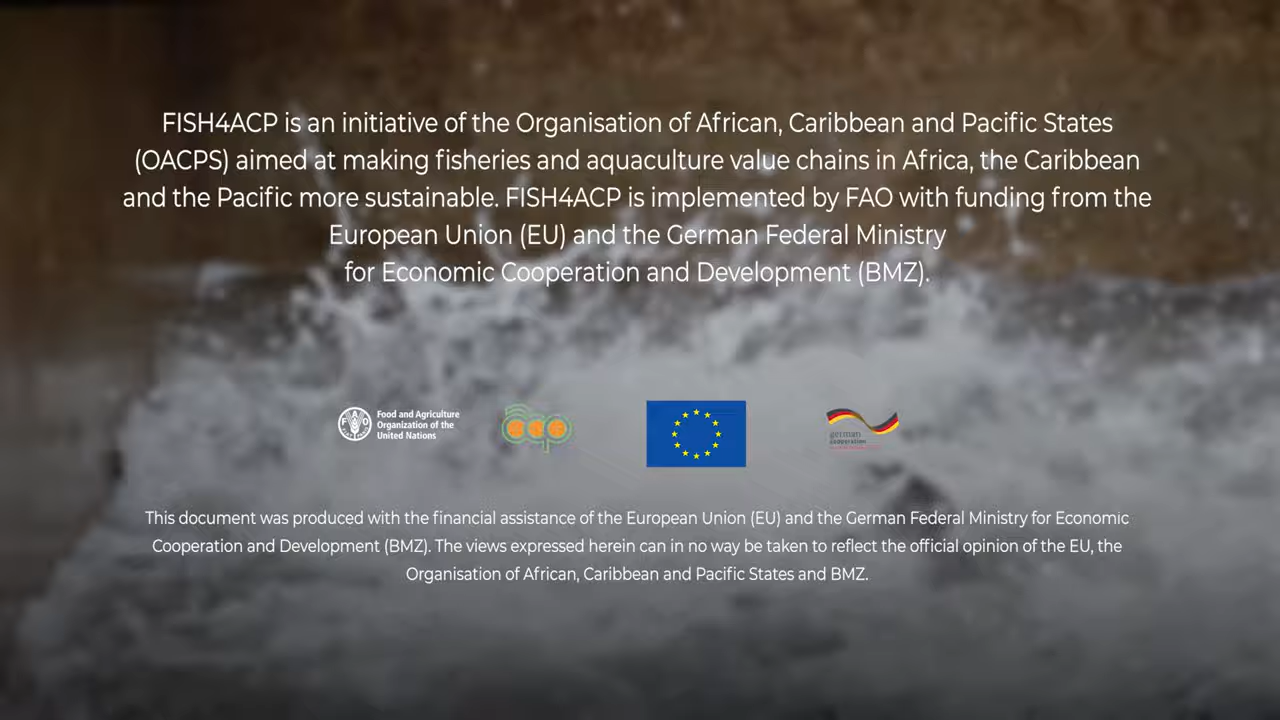 FISH4ACP is an initiative of the Organisation of African, Caribbean and Pacific States
(OACPS) aimed at making fisheries and aquaculture value chains in Africa, the Caribbean
and the Pacific more sustainable. FISH4ACP is implemented by FAO with funding from the
European Union (EU) and the German Federal Ministry
for Economic Cooperation and Development (BMZ).
FAO
Food and Agriculture
Organization of the
United Nations
acp
german
cooperation
This document was produced with the financial assistance of the European Union (EU) and the German Federal Ministry for Economic
Cooperation and Development (BMZ). The views expressed herein can in no way be taken to reflect the official opinion of the EU, the
Organisation of African, Caribbean and Pacific States and BMZ.